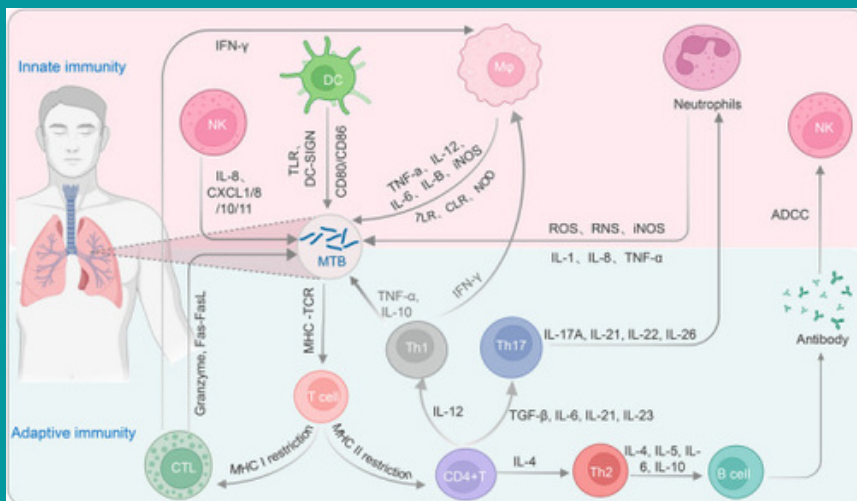 IFN-γ
Innate immunity
DC
Mφ
Neutrophils
NK
NK
TLR、
DC-SIGN
CD80/CD86
IL-8、
CXCL1/8
/10/11
TNF-a、IL-12、
IL-6、IL-B、iNOS
7LR、CLR、NOD
ADCC
ROS、RNS、iNOS
MTB
IL-1、IL-8、TNF-α
Granzyme, Fas-FasL
MHC -TCR
TNF-α,
IL-10
IFN-γ
Antibody
Th1
Th17
IL-17A, IL-21, IL-22, IL-26
T cell
IL-12
TGF-β, IL-6, IL-21, IL-23
Adaptive immunity
CTL
MHC I restriction
MHC II restriction
CD4+T
IL-4
Th2
IL-4, IL-5, IL-
6, IL-10
B cell